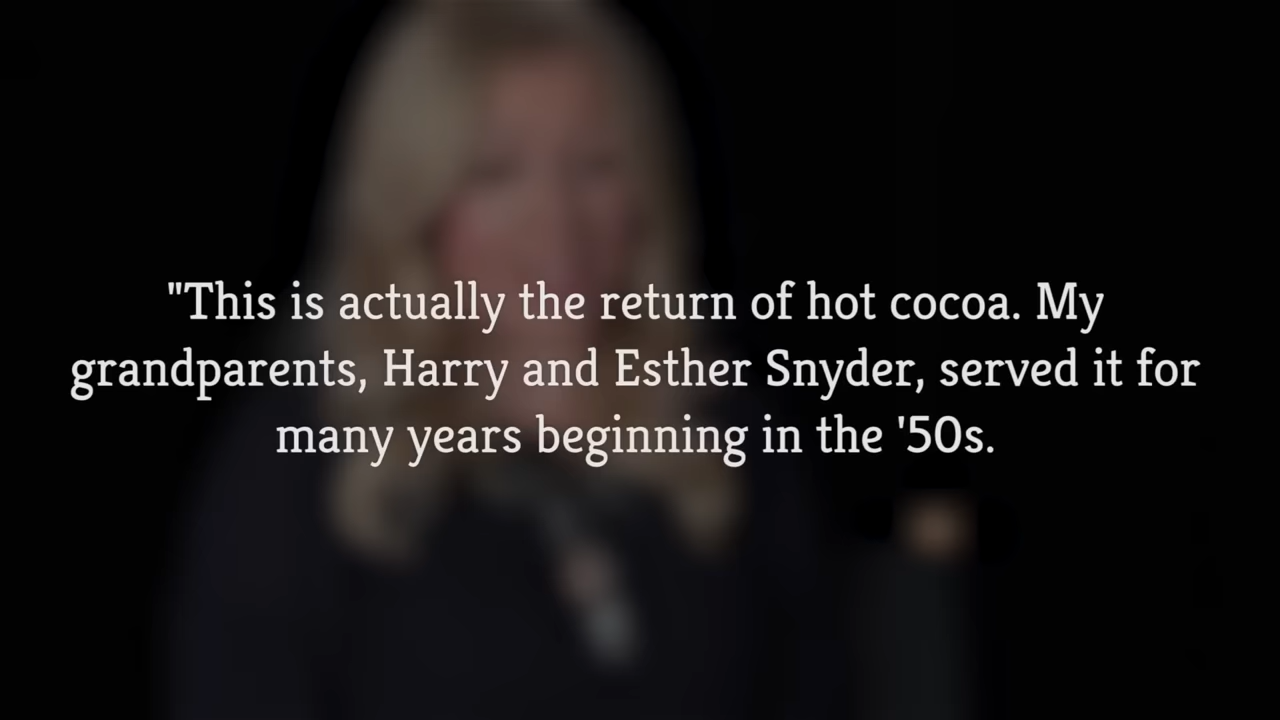 "This is actually the return of hot cocoa. My
grandparents, Harry and Esther Snyder, served it for
many years beginning in the '50s.